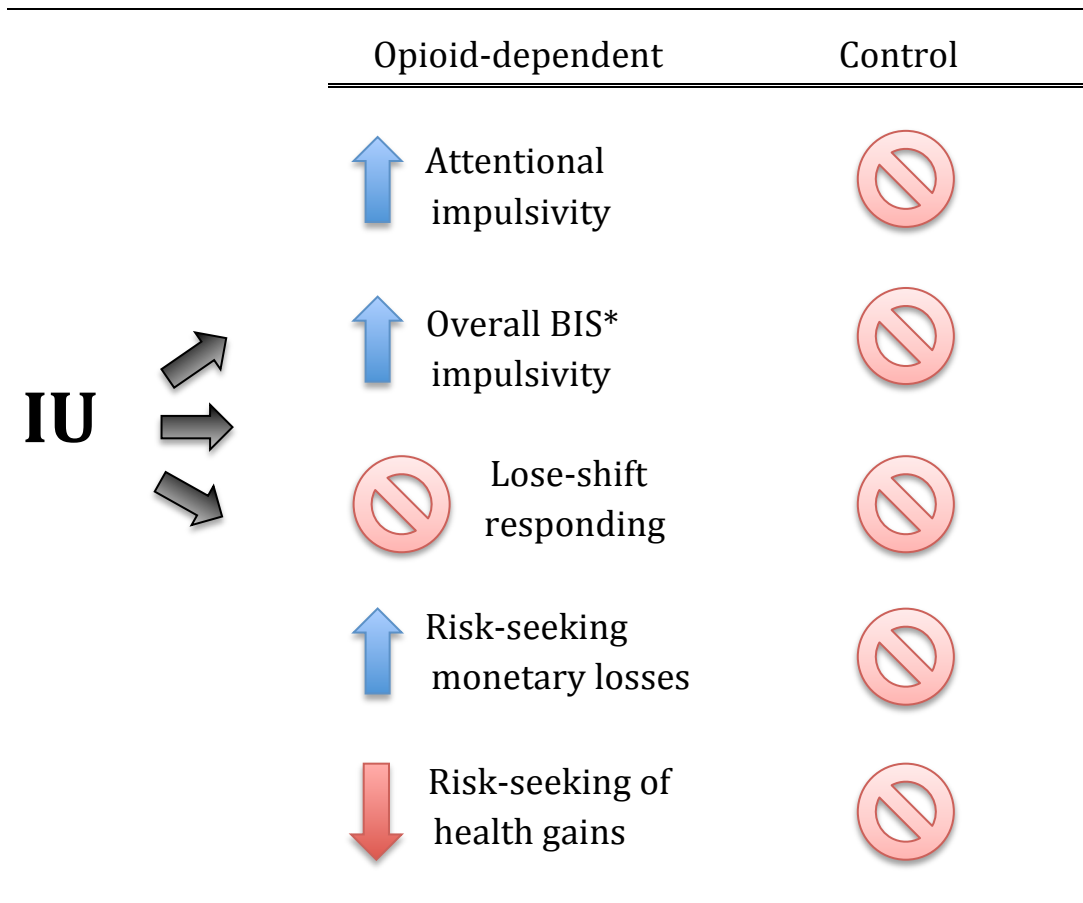 Opioid-dependent Control
Attentional
impulsivity
Overall BIS*
impulsivity
IU
Lose-shift
responding
Risk-seeking
monetary losses
Risk-seeking of
health gains